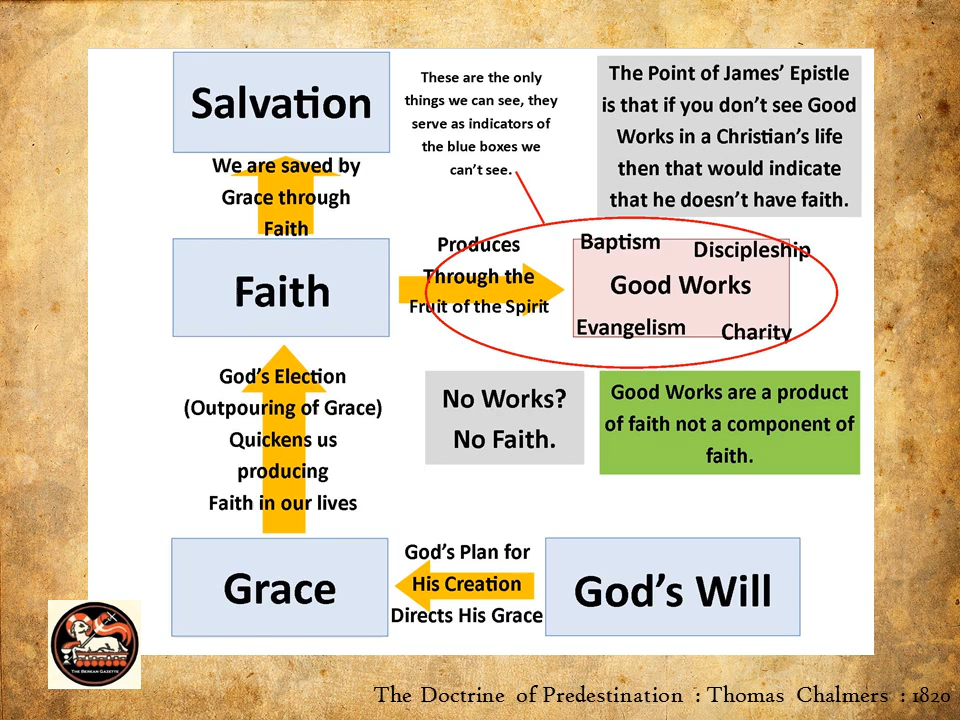 Salvation
We are saved by
Grace through
Faith
These are the only
things we can see, they
serve as indicators of
the blue boxes we
can't see.
The Point of James' Epistle
is that if you don't see Good
Works in a Christian's life
then that would indicate
that he doesn't have faith.
Faith
Produces
Through the
Fruit of the Spirit
Baptism
Discipleship
Good Works
Evangelism
Charity
God's Election
(Outpouring of Grace)
Quickens us
producing
Faith in our lives
No Works?
No Faith.
Good Works are a product
of faith not a component of
faith.
Grace
God's Plan for
His Creation
Directs His Grace
God's Will
The Berean Gazette
The Doctrine of Predestination : Thomas Chalmers : 1820